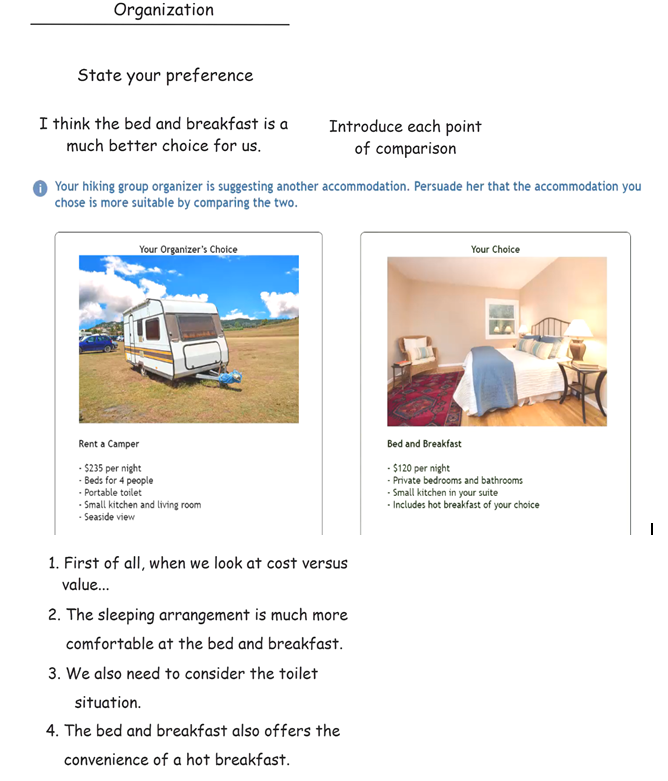 Organization
State your preference
I think the bed and breakfast is a
much better choice for us.
Introduce each point
of comparison
i Your hiking group organizer is suggesting another accommodation. Persuade her that the accommodation you
chose is more suitable by comparing the two.
Your Organizer's Choice
Rent a Camper
- $235 per night
- Beds for 4 people
- Portable toilet
- Small kitchen and living room
- Seaside view
Your Choice
Bed and Breakfast
- $120 per night
- Private bedrooms and bathrooms
- Small kitchen in your suite
- Includes hot breakfast of your choice
1. First of all, when we look at cost versus
value...
2. The sleeping arrangement is much more
comfortable at the bed and breakfast.
3. We also need to consider the toilet
situation.
4. The bed and breakfast also offers the
convenience of a hot breakfast.